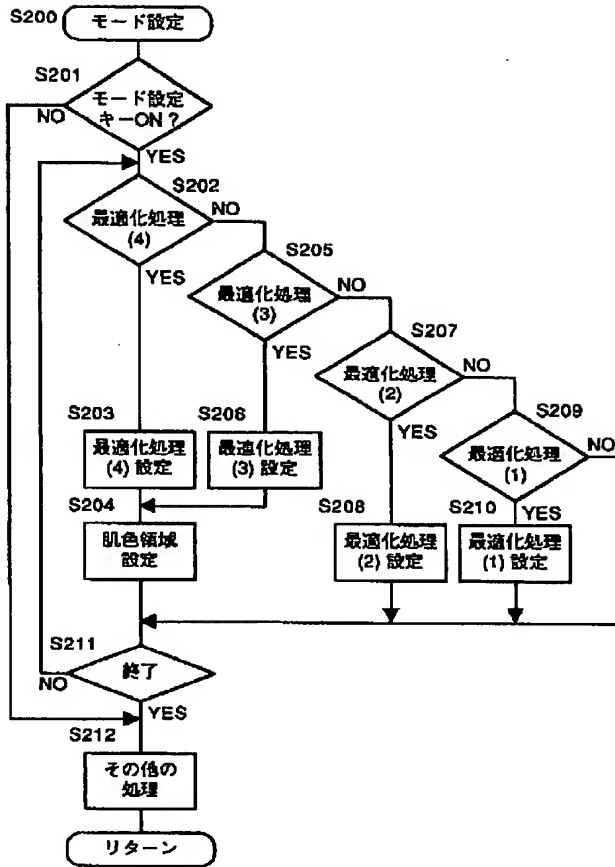 S200
モード設定
S201
モード設定
キーON?
NO
YES
S202
最適化処理
(4)
NO
YES
S205
最適化処理
(3)
NO
YES
S207
最適化処理
(2)
NO
YES
S209
最適化処理
(1)
NO
YES
S203
最適化処理
(4) 設定
S206
最適化処理
(3) 設定
S204
肌色領域
設定
S208
最適化処理
(2) 設定
S210
最適化処理
(1) 設定
S211
終了
NO
YES
S212
その他の
処理
リターン